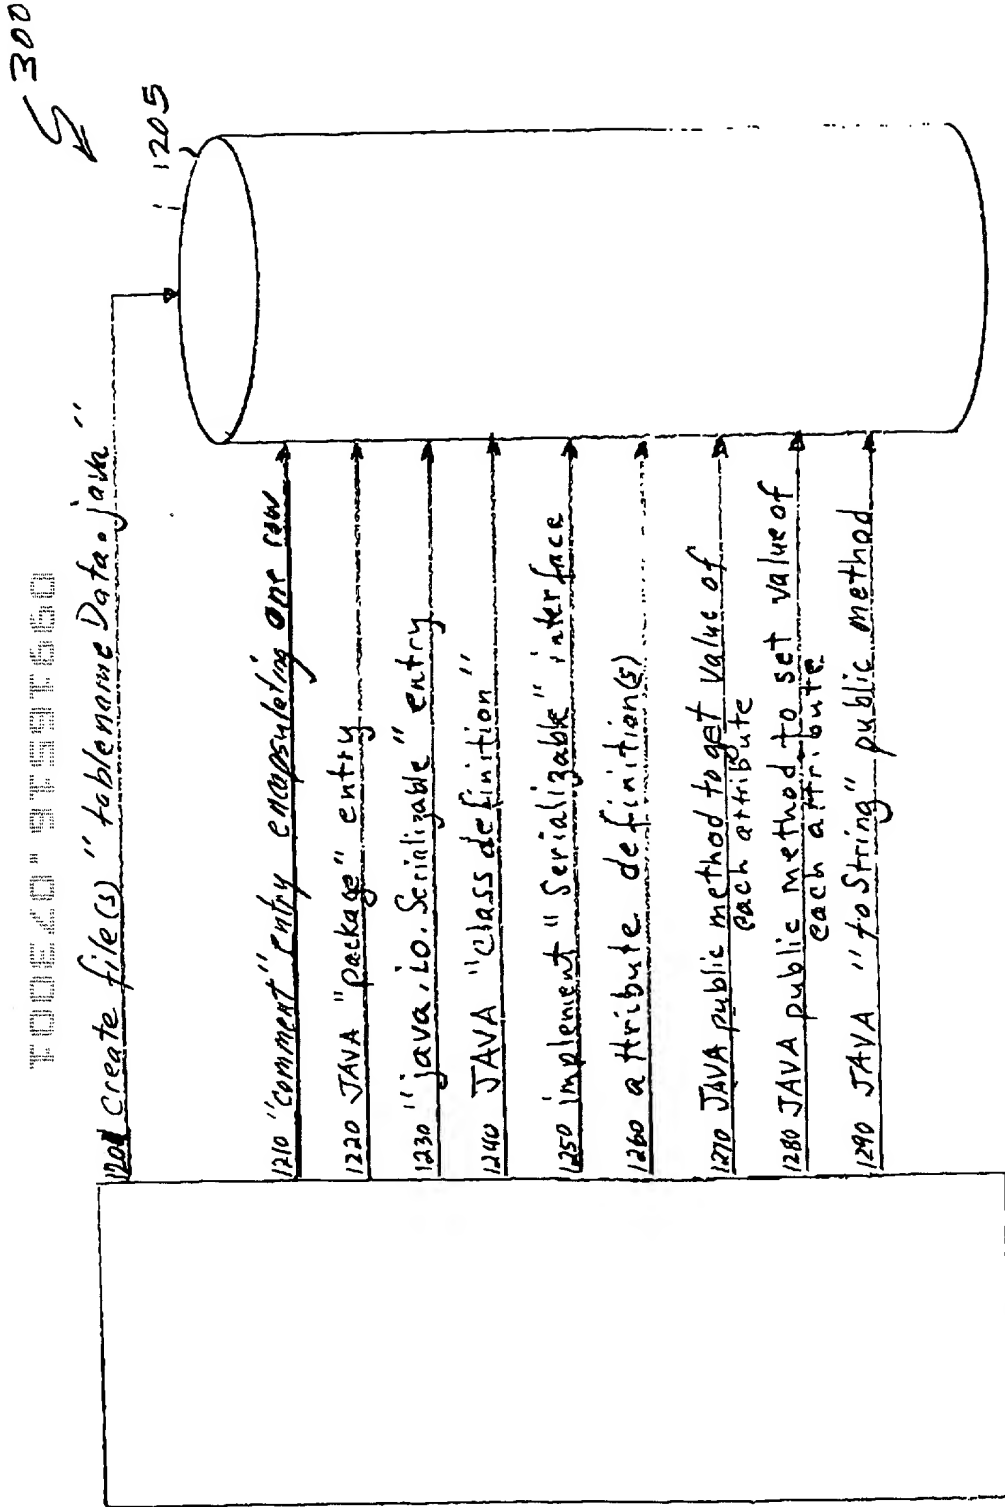 300
1205
1201 Create file(s) "tablenameData.java"
1210 "comment" entry encapsulating one row
1220 JAVA "package" entry
1230 "java.io.Serializable" entry
1240 JAVA "class definition"
1250 implement "Serializable" interface
1260 attribute definition(s)
1270 JAVA public method to get value of
each attribute
1280 JAVA public method to set value of
each attribute
1290 JAVA "toString" public method